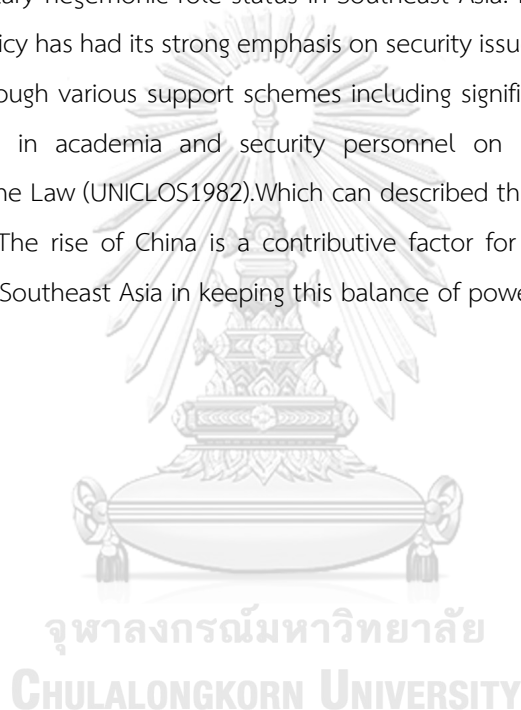 ary hegemonic role status in Southeast Asia.
icy has had its strong emphasis on security issu
ough various support schemes including signifi
in academia and security personnel on
ne Law (UNICLOS1982).Which can described th
The rise of China is a contributive factor for
Southeast Asia in keeping this balance of powe
จุฬาลงกรณ์มหาวิทยาลัย
CHULALONGKORN UNIVERSITY